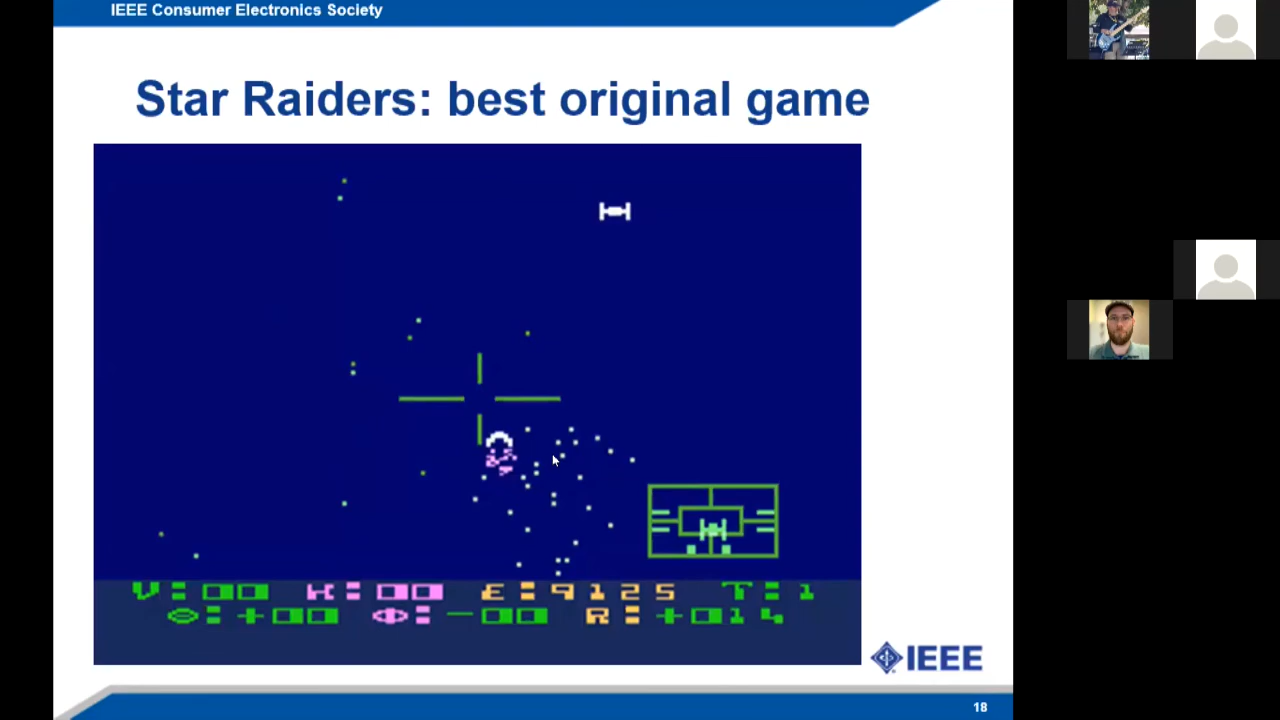 IEEE Consumer Electronics Society
Star Raiders: best original game
V:00 K:00 E:9125 T:1
Θ:+00 Φ:-00 R:+014
IEEE
18